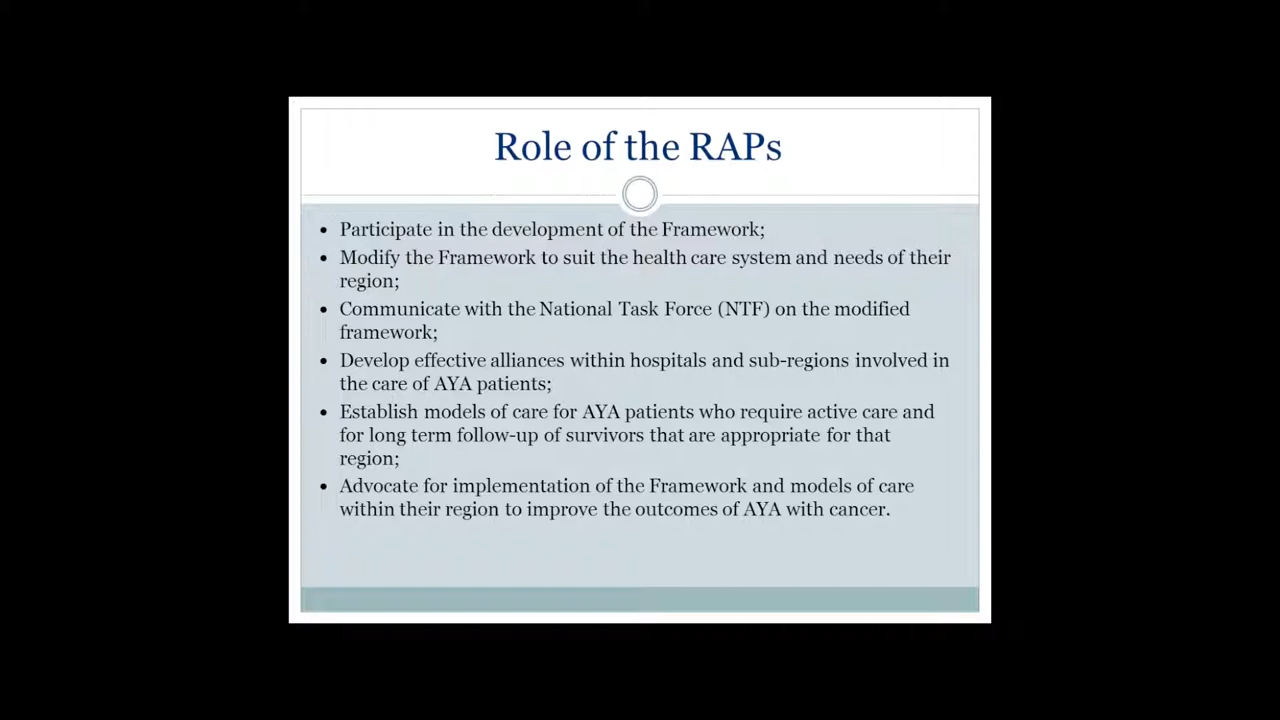 Role of the RAPs
• Participate in the development of the Framework;
• Modify the Framework to suit the health care system and needs of their
region;
• Communicate with the National Task Force (NTF) on the modified
framework;
• Develop effective alliances within hospitals and sub-regions involved in
the care of AYA patients;
• Establish models of care for AYA patients who require active care and
for long term follow-up of survivors that are appropriate for that
region;
• Advocate for implementation of the Framework and models of care
within their region to improve the outcomes of AYA with cancer.